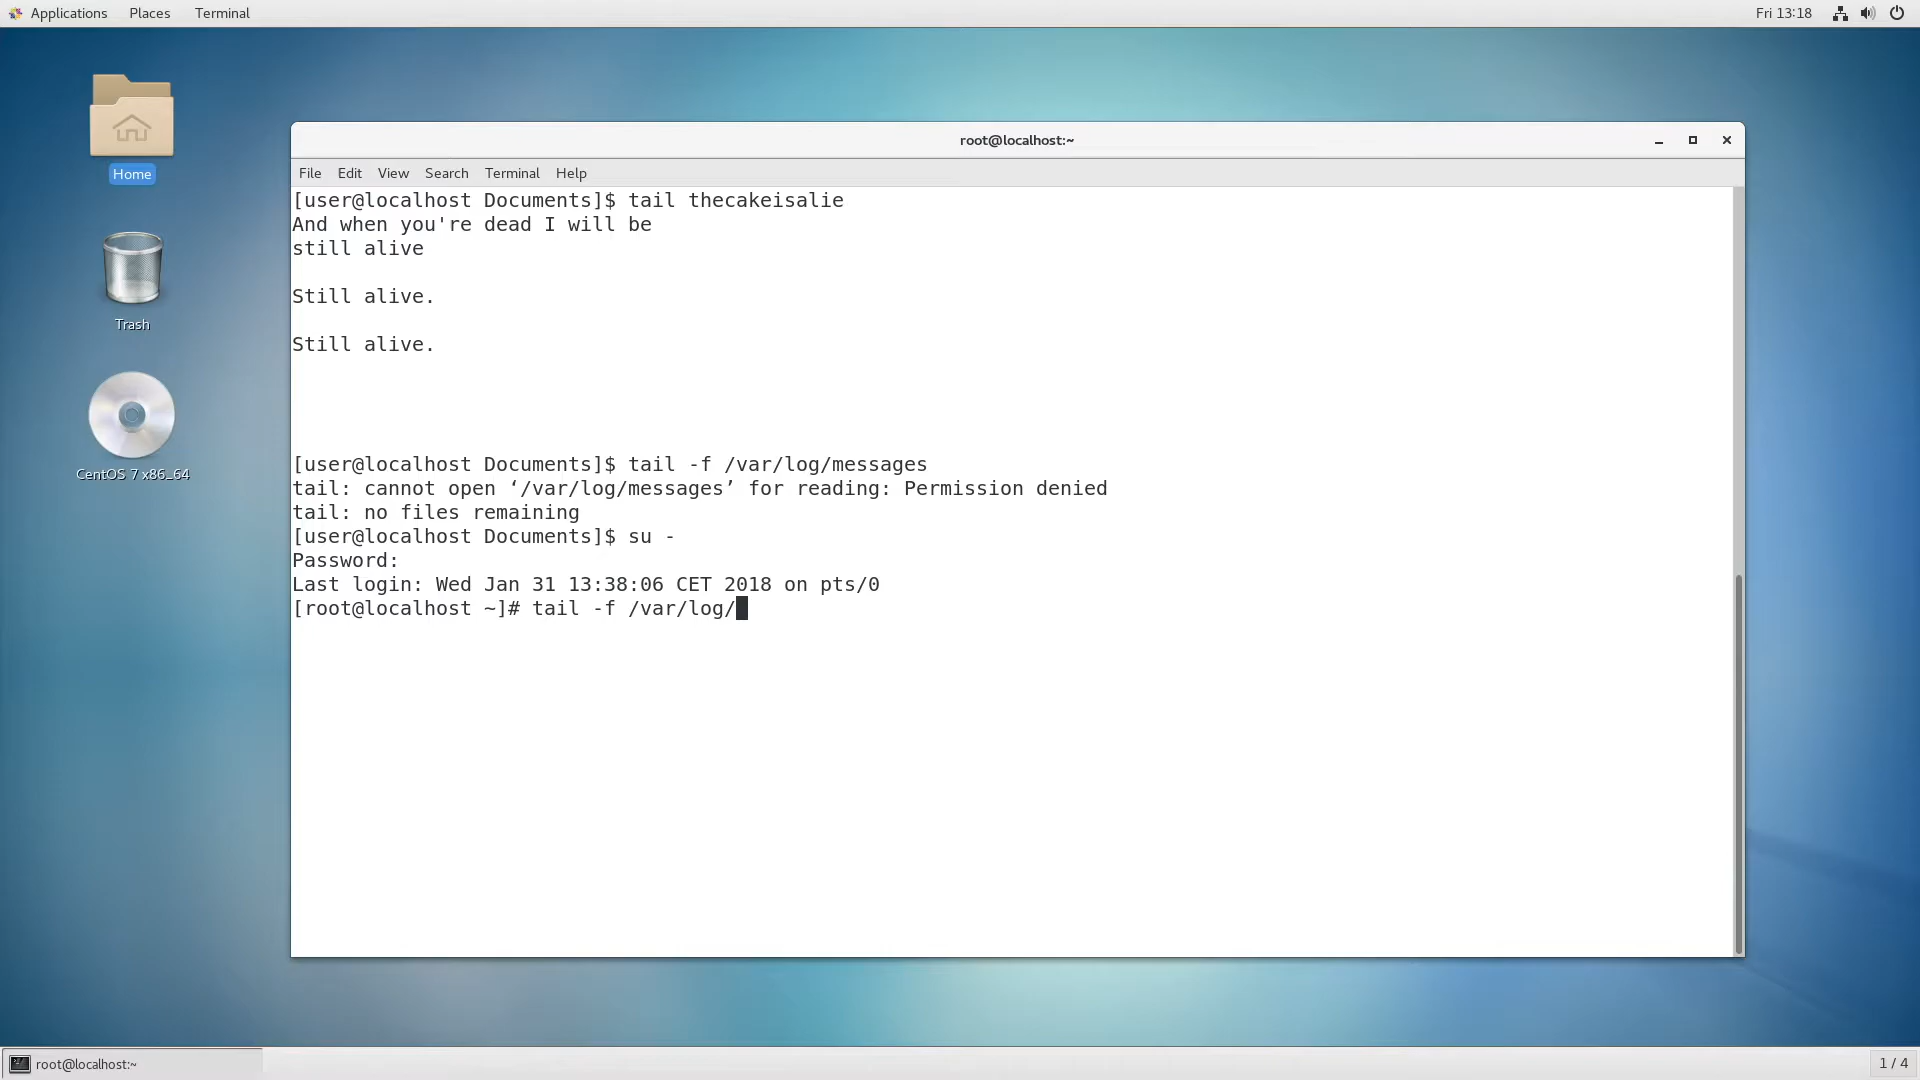 Applications Places Terminal Fri 13:18
Home
Trash
CentOS 7 x86_64
root@localhost:~
File Edit View Search Terminal Help
[user@localhost Documents]$ tail thecakeisalie
And when you're dead I will be
still alive
Still alive.
Still alive.
[user@localhost Documents]$ tail -f /var/log/messages
tail: cannot open ‘/var/log/messages’ for reading: Permission denied
tail: no files remaining
[user@localhost Documents]$ su -
Password:
Last login: Wed Jan 31 13:38:06 CET 2018 on pts/0
[root@localhost ~]# tail -f /var/log/
root@localhost:~
1 / 4